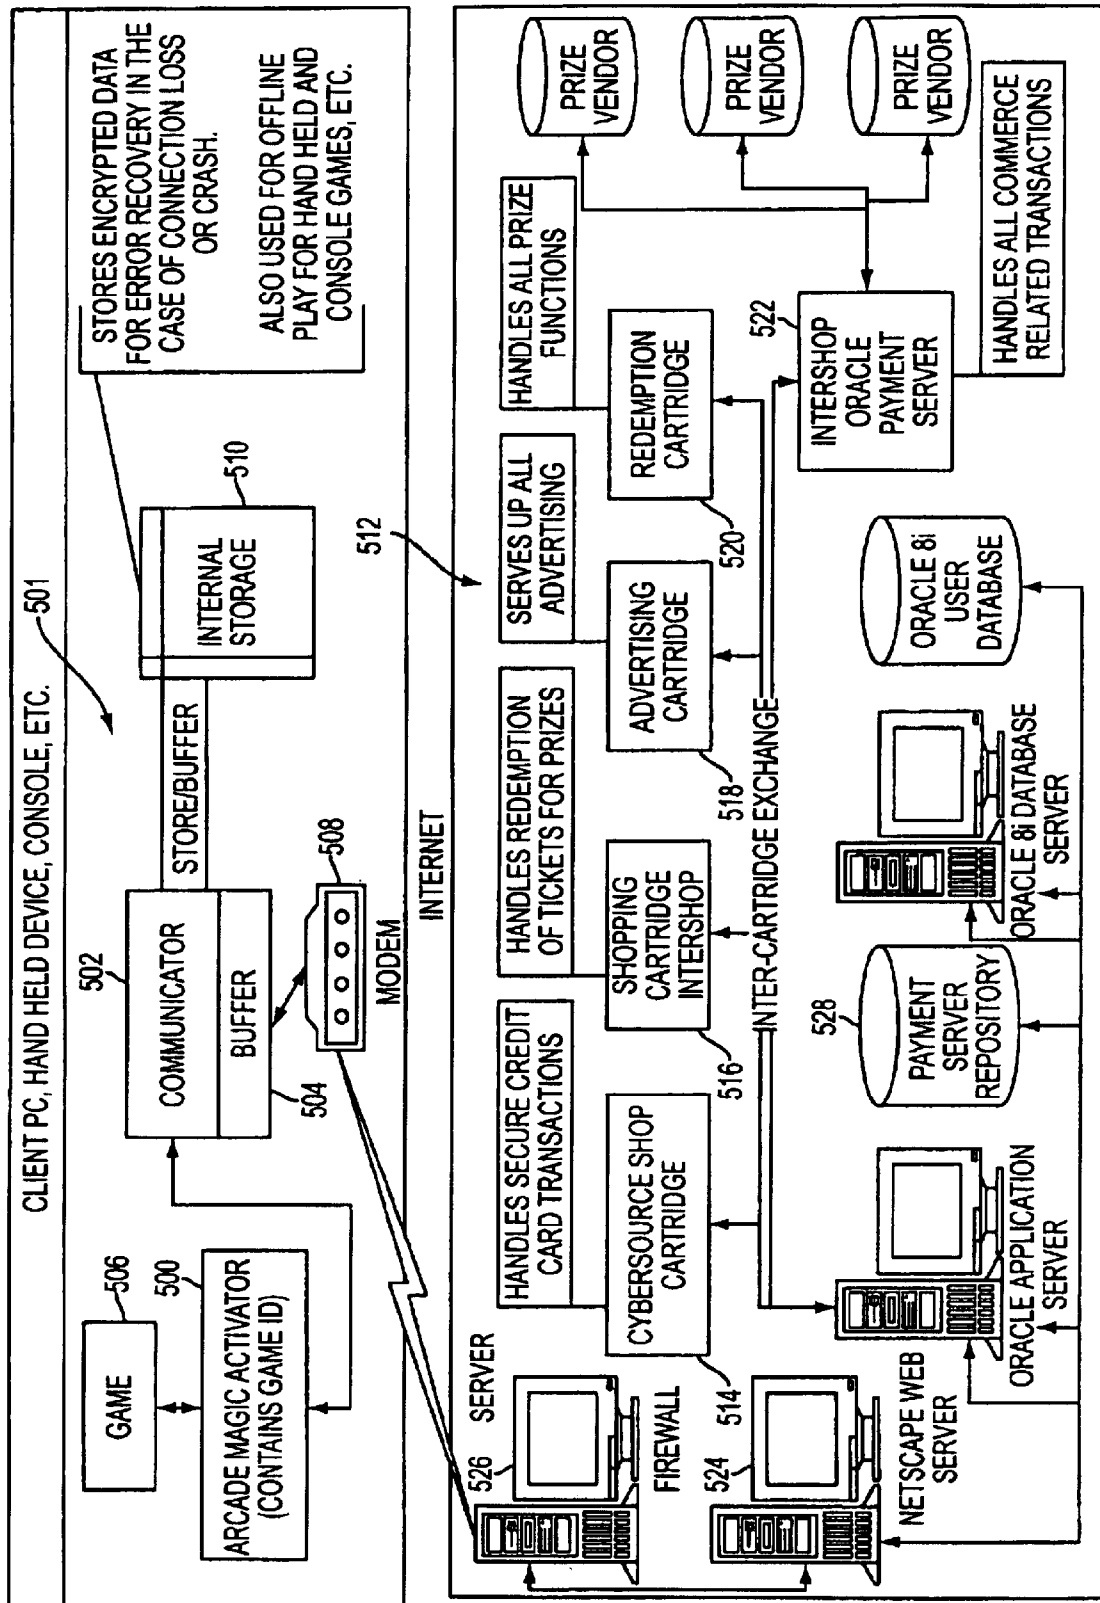 CLIENT PC, HAND HELD DEVICE, CONSOLE, ETC.
501
506
GAME
500
ARCADE MAGIC ACTIVATOR
(CONTAINS GAME ID)
502
COMMUNICATOR
BUFFER
504
STORE/BUFFER
508
MODEM
510
INTERNAL
STORAGE
STORES ENCRYPTED DATA
FOR ERROR RECOVERY IN THE
CASE OF CONNECTION LOSS
OR CRASH.
ALSO USED FOR OFFLINE
PLAY FOR HAND HELD AND
CONSOLE GAMES, ETC.
INTERNET
512
SERVER
526
FIREWALL
524
NETSCAPE WEB
SERVER
HANDLES SECURE CREDIT
CARD TRANSACTIONS
CYBERSOURCE SHOP
CARTRIDGE
514
HANDLES REDEMPTION
OF TICKETS FOR PRIZES
SHOPPING
CARTRIDGE
INTERSHOP
516
SERVES UP ALL
ADVERTISING
ADVERTISING
CARTRIDGE
518
HANDLES ALL PRIZE
FUNCTIONS
REDEMPTION
CARTRIDGE
520
INTER-CARTRIDGE EXCHANGE
PRIZE
VENDOR
PRIZE
VENDOR
PRIZE
VENDOR
522
INTERSHOP
ORACLE
PAYMENT
SERVER
HANDLES ALL COMMERCE
RELATED TRANSACTIONS
ORACLE APPLICATION
SERVER
528
PAYMENT
SERVER
REPOSITORY
ORACLE 8i DATABASE
SERVER
ORACLE 8i
USER
DATABASE